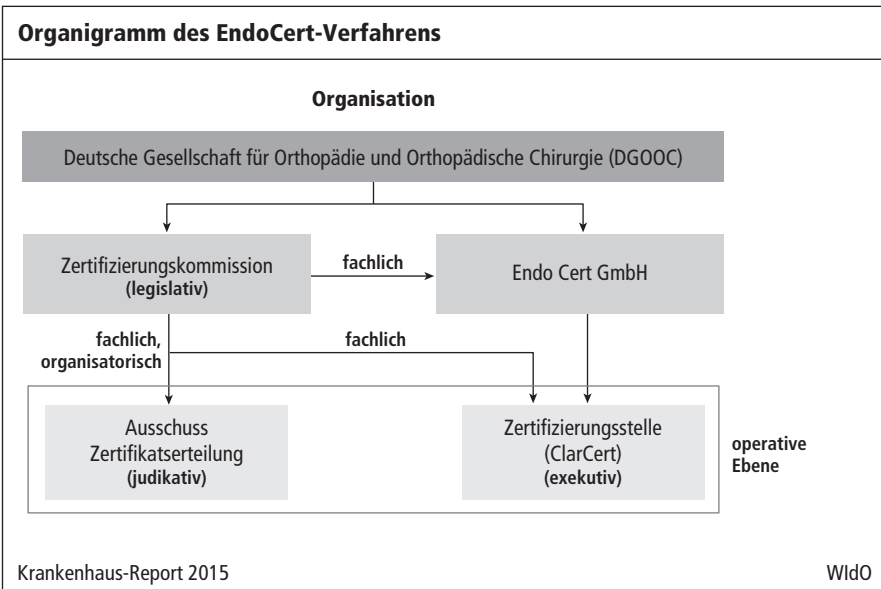 Organigramm des EndoCert-Verfahrens
Organisation
Deutsche Gesellschaft für Orthopädie und Orthopädische Chirurgie (DGOOC)
Zertifizierungskommission
(legislativ)
fachlich
Endo Cert GmbH
fachlich,
organisatorisch
fachlich
Ausschuss
Zertifikatserteilung
(judikativ)
Zertifizierungsstelle
(ClarCert)
(exekutiv)
operative
Ebene
Krankenhaus-Report 2015
WIdO